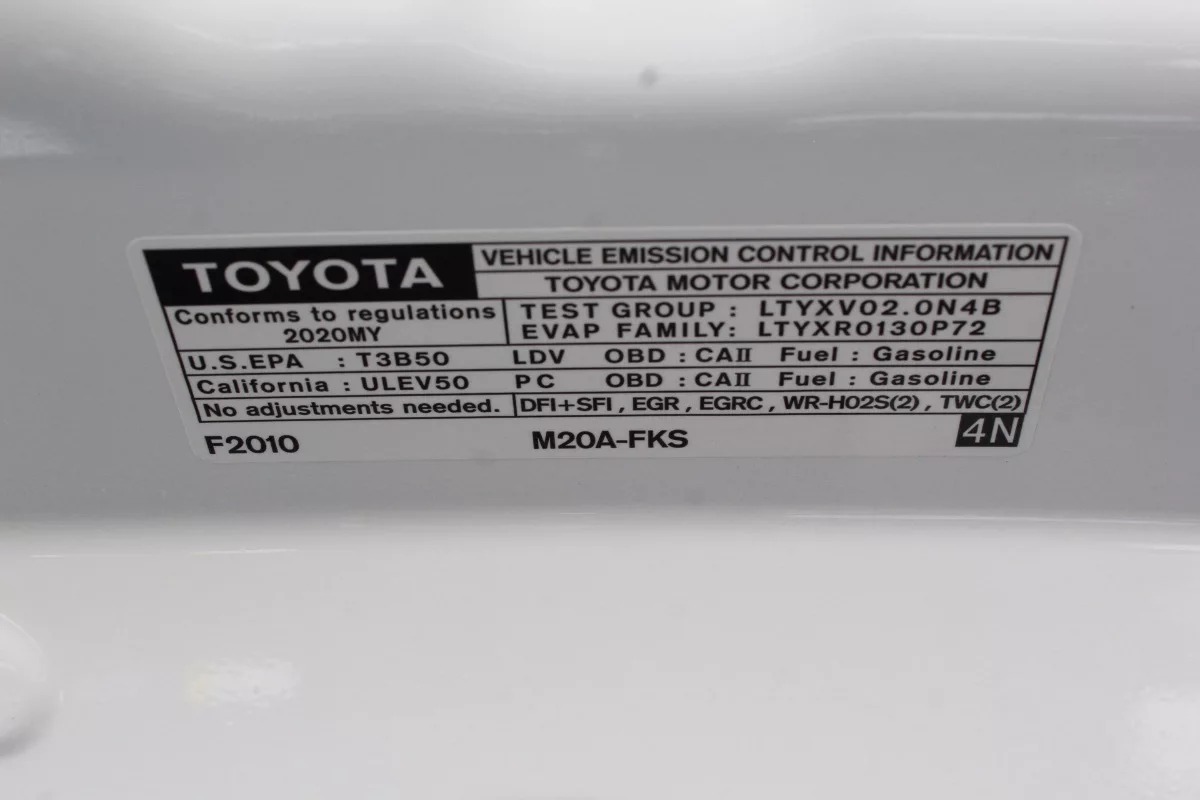 TOYOTA
VEHICLE EMISSION CONTROL INFORMATION
TOYOTA MOTOR CORPORATION
Conforms to regulations
2020MY
TEST GROUP : LTYXV02.0N4B
EVAP FAMILY: LTYXR0130P72
U.S.EPA : T3B50 LDV OBD : CAII Fuel : Gasoline
California : ULEV50 PC OBD : CAII Fuel : Gasoline
No adjustments needed. DFI+SFI, EGR, EGRC, WR-HO2S(2), TWC(2)
F2010 M20A-FKS 4N